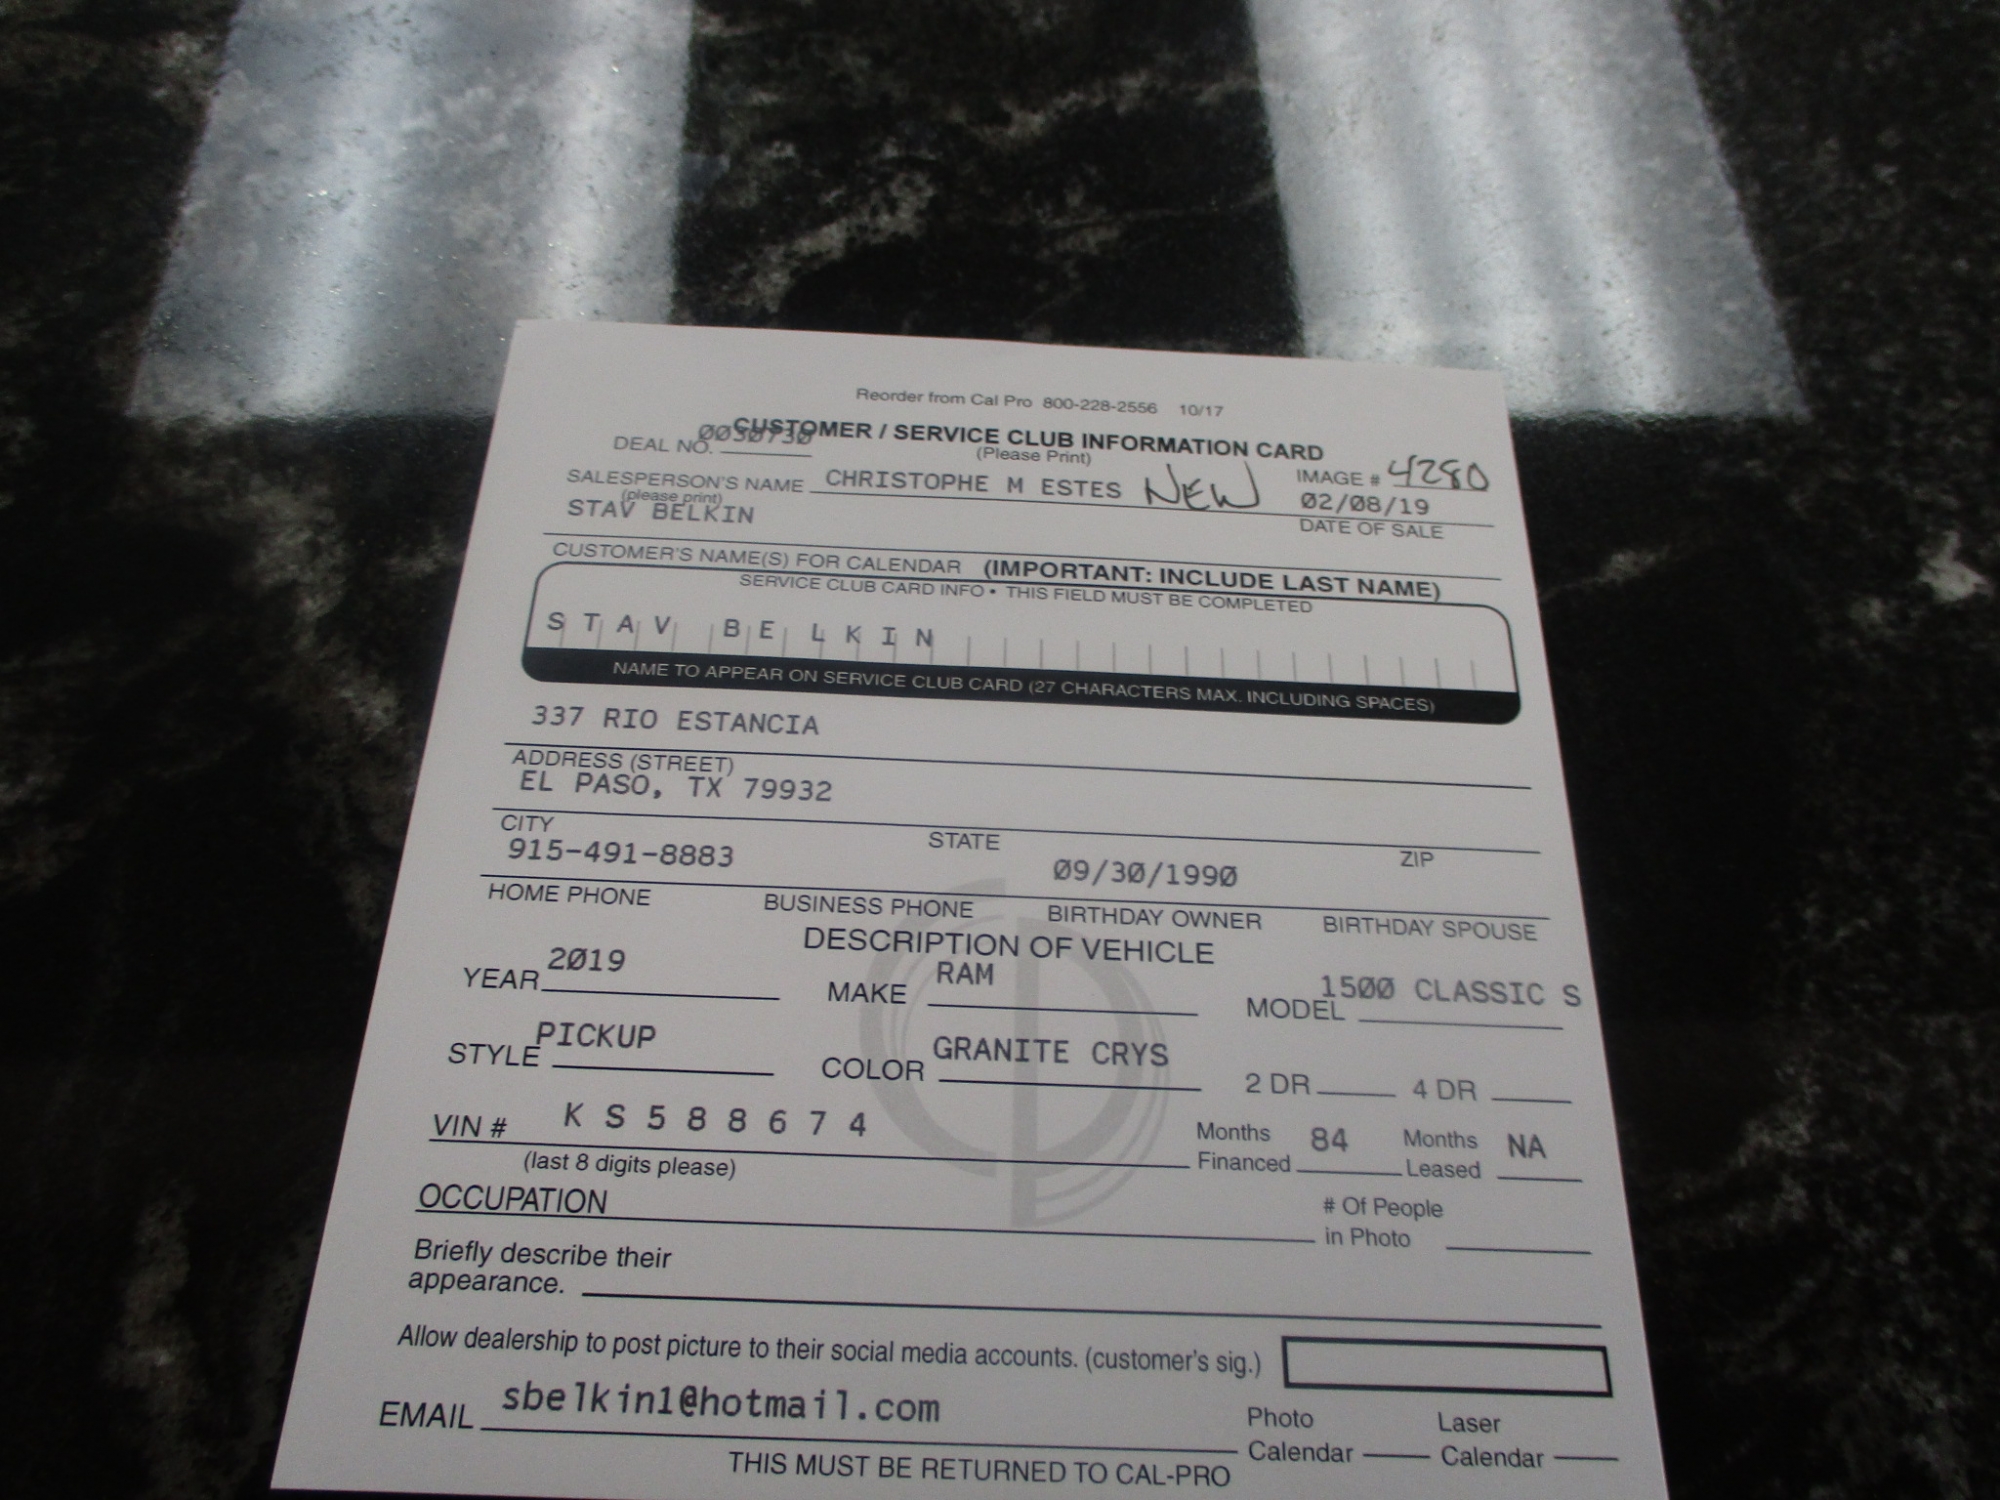 Reorder from Cal Pro 800-228-2556 10/17
CUSTOMER / SERVICE CLUB INFORMATION CARD
DEAL NO. 0030730
(Please Print)
SALESPERSON'S NAME CHRISTOPHE M ESTES NEW IMAGE # 4280
(please print)
02/08/19
STAV BELKIN
DATE OF SALE
CUSTOMER'S NAME(S) FOR CALENDAR (IMPORTANT: INCLUDE LAST NAME)
SERVICE CLUB CARD INFO • THIS FIELD MUST BE COMPLETED
STAV BELKIN
NAME TO APPEAR ON SERVICE CLUB CARD (27 CHARACTERS MAX. INCLUDING SPACES)
337 RIO ESTANCIA
ADDRESS (STREET)
EL PASO, TX 79932
CITY STATE ZIP
915-491-8883 09/30/1990
HOME PHONE BUSINESS PHONE BIRTHDAY OWNER BIRTHDAY SPOUSE
DESCRIPTION OF VEHICLE
YEAR 2019 MAKE RAM MODEL 1500 CLASSIC S
STYLE PICKUP COLOR GRANITE CRYS 2 DR 4 DR
VIN # K S 5 8 8 6 7 4 Months Financed 84 Months Leased NA
(last 8 digits please)
OCCUPATION # Of People in Photo
Briefly describe their
appearance.
Allow dealership to post picture to their social media accounts. (customer's sig.)
EMAIL sbelkin1@hotmail.com Photo Calendar Laser Calendar
THIS MUST BE RETURNED TO CAL-PRO